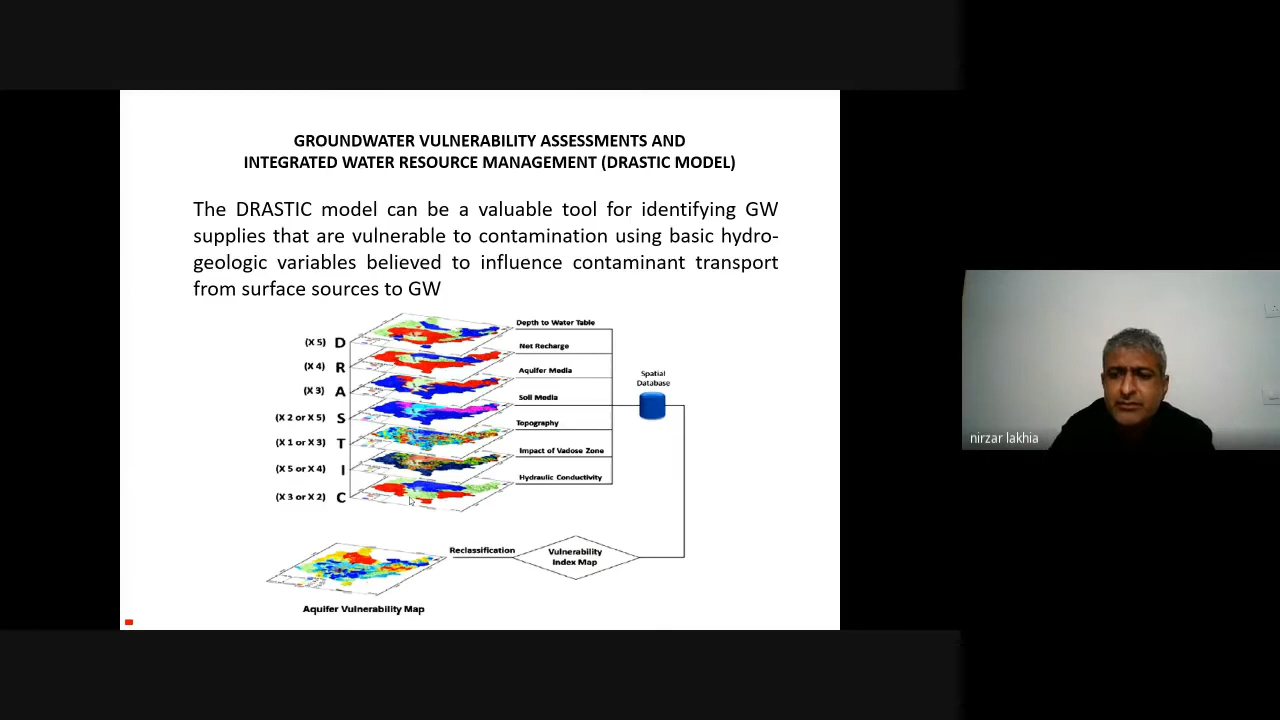 GROUNDWATER VULNERABILITY ASSESSMENTS AND
INTEGRATED WATER RESOURCE MANAGEMENT (DRASTIC MODEL)
The DRASTIC model can be a valuable tool for identifying GW
supplies that are vulnerable to contamination using basic hydro-
geologic variables believed to influence contaminant transport
from surface sources to GW
(X 5) D Depth to Water Table
(X 4) R Net Recharge
(X 3) A Aquifer Media
(X 2 or X 5) S Soil Media
(X 1 or X 3) T Topography
(X 5 or X 4) I Impact of Vadose Zone
(X 3 or X 2) C Hydraulic Conductivity
Spatial
Database
Reclassification
Vulnerability
Index Map
Aquifer Vulnerability Map
nirzar lakhia